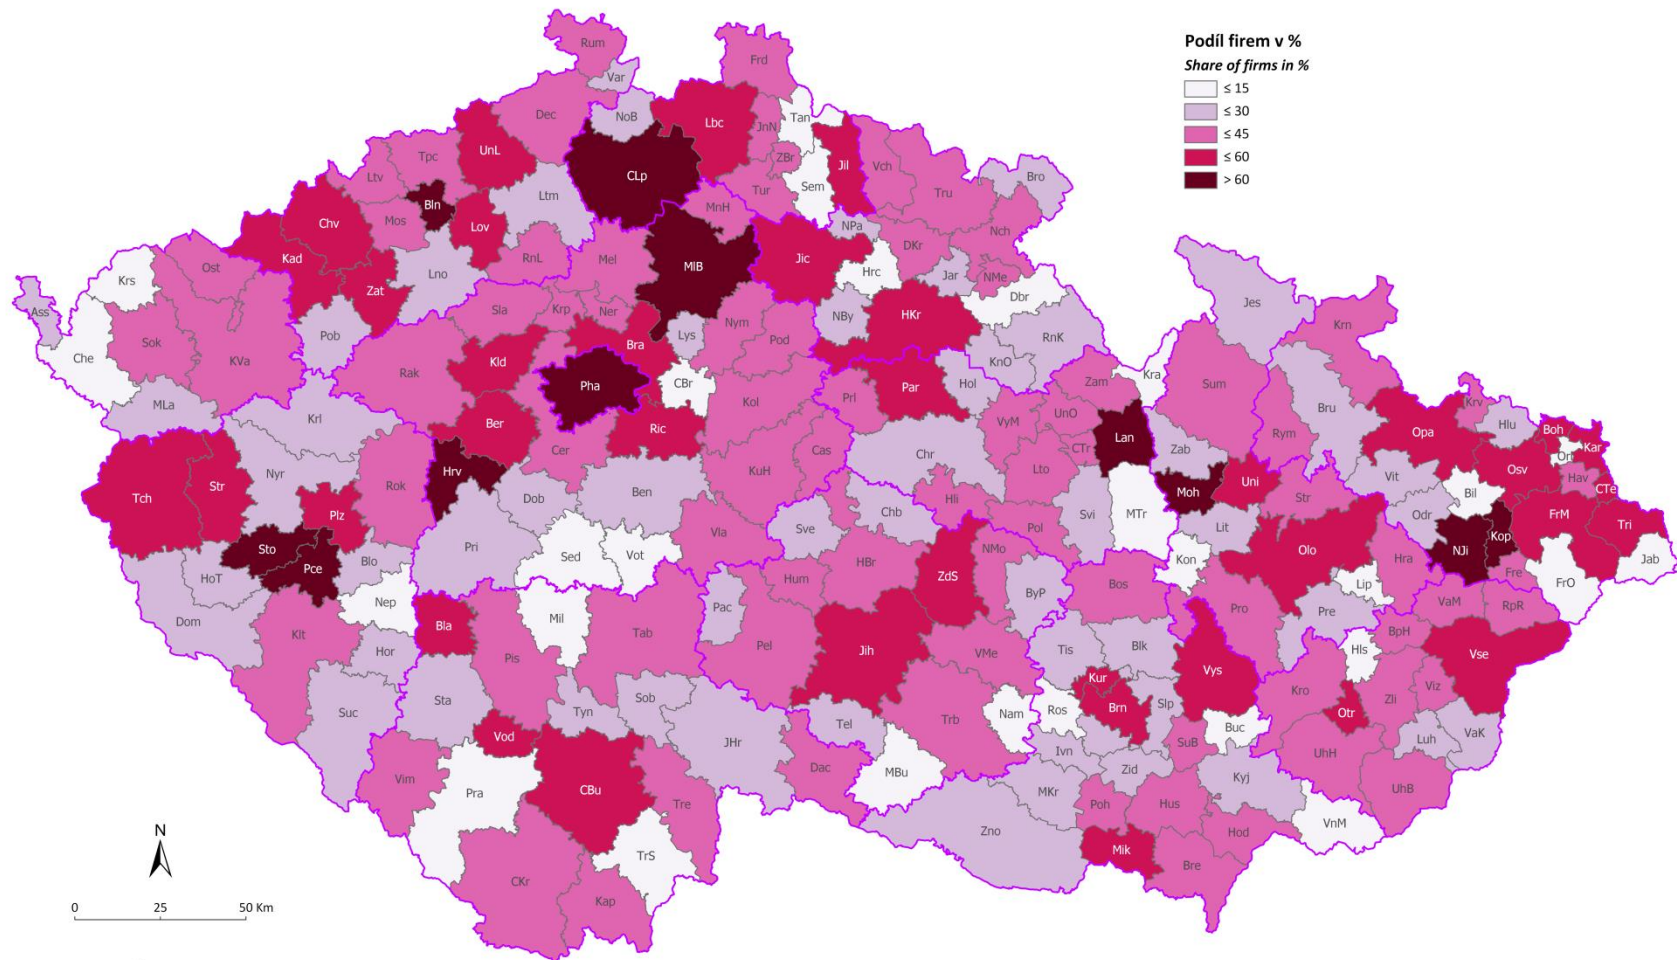 Podíl firem v %
Share of firms in %
≤ 15
≤ 30
≤ 45
≤ 60
> 60
Rum
Frd
Var
Dec
NoB
Lbc
JnN
Tan
UnL
Tpc
CLp
ZBr
Jil
Vch
Ltv
Bln
Ltm
Tur
Sem
Tru
Bro
Chv
Mos
Lov
MnH
NPa
Nch
Kad
Ost
Zat
Lno
RnL
Mel
MlB
Jic
Hrc
DKr
Jar
NMe
Dbr
Krs
Ass
Sla
Krp
Ner
Nym
NBy
HKr
RnK
Jes
Krn
Pob
Lys
Bra
Pod
KnO
Che
Sok
KVa
Rak
Kld
Pha
CBr
Kol
Prl
Par
Hol
Zam
Kra
Sum
MLa
Krl
Ber
Ric
Cas
VyM
UnO
Bru
Krv
Hlu
Boh
Kar
Opa
Ort
Tch
Str
Nyr
Rok
Hrv
Cer
KuH
Chr
Lto
CTr
Lan
Zab
Rym
Vit
Osv
Hav
CTe
Plz
Dob
Ben
Hli
Moh
Uni
Str
Bil
Sto
Pce
Pri
Vla
Sve
Chb
Pol
Svi
MTr
Lit
Odr
FrM
Tri
Blo
HoT
Sed
Vot
HBr
NMo
Kon
Olo
Hra
NJi
Kop
Fre
Jab
Nep
Hum
ZdS
Bos
Lip
FrO
Dom
Klt
Bla
Mil
Tab
Pac
ByP
Pro
Pre
VaM
RpR
Hor
Pis
Pel
Jih
VMe
Tis
Blk
BpH
Hls
Vse
Suc
Sta
Sob
Kur
Vys
Kro
Viz
Tyn
Tel
Trb
Nam
Ros
Brn
Slp
Otr
Zli
Vod
JHr
SuB
Buc
Luh
VaK
Vim
Pra
CBu
Tre
Dac
MBu
Ivn
Zid
Kyj
UhH
UhB
MKr
Poh
Hus
Zno
Hod
VnM
TrS
Mik
Bre
CKr
Kap
N
0 25 50 Km